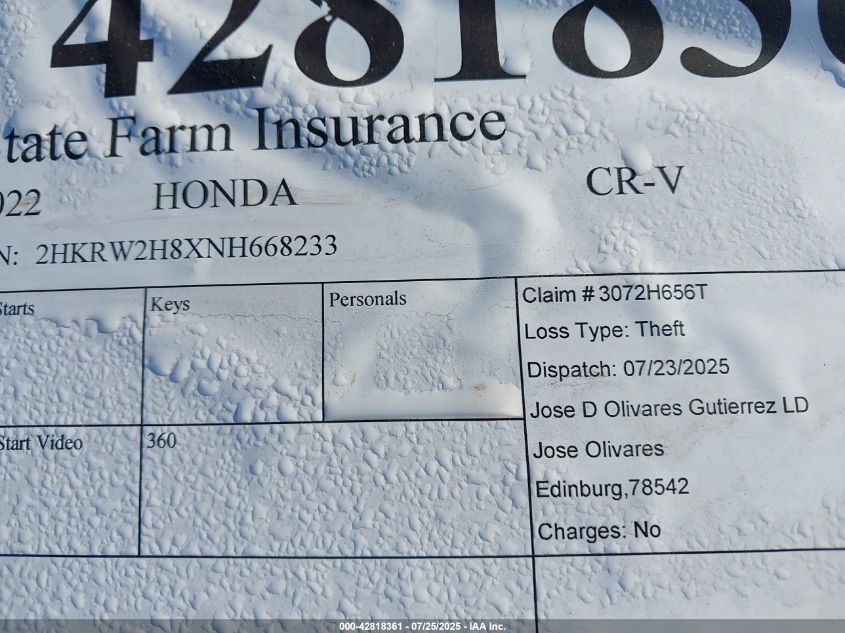 428183
tate Farm Insurance
022 HONDA CR-V
N: 2HKRW2H8XNH668233
Starts Keys Personals Claim # 3072H656T
Loss Type: Theft
Dispatch: 07/23/2025
Jose D Olivares Gutierrez LD
Start Video 360 Jose Olivares
Edinburg,78542
Charges: No
000-42818361 - 07/25/2025 - IAA Inc.